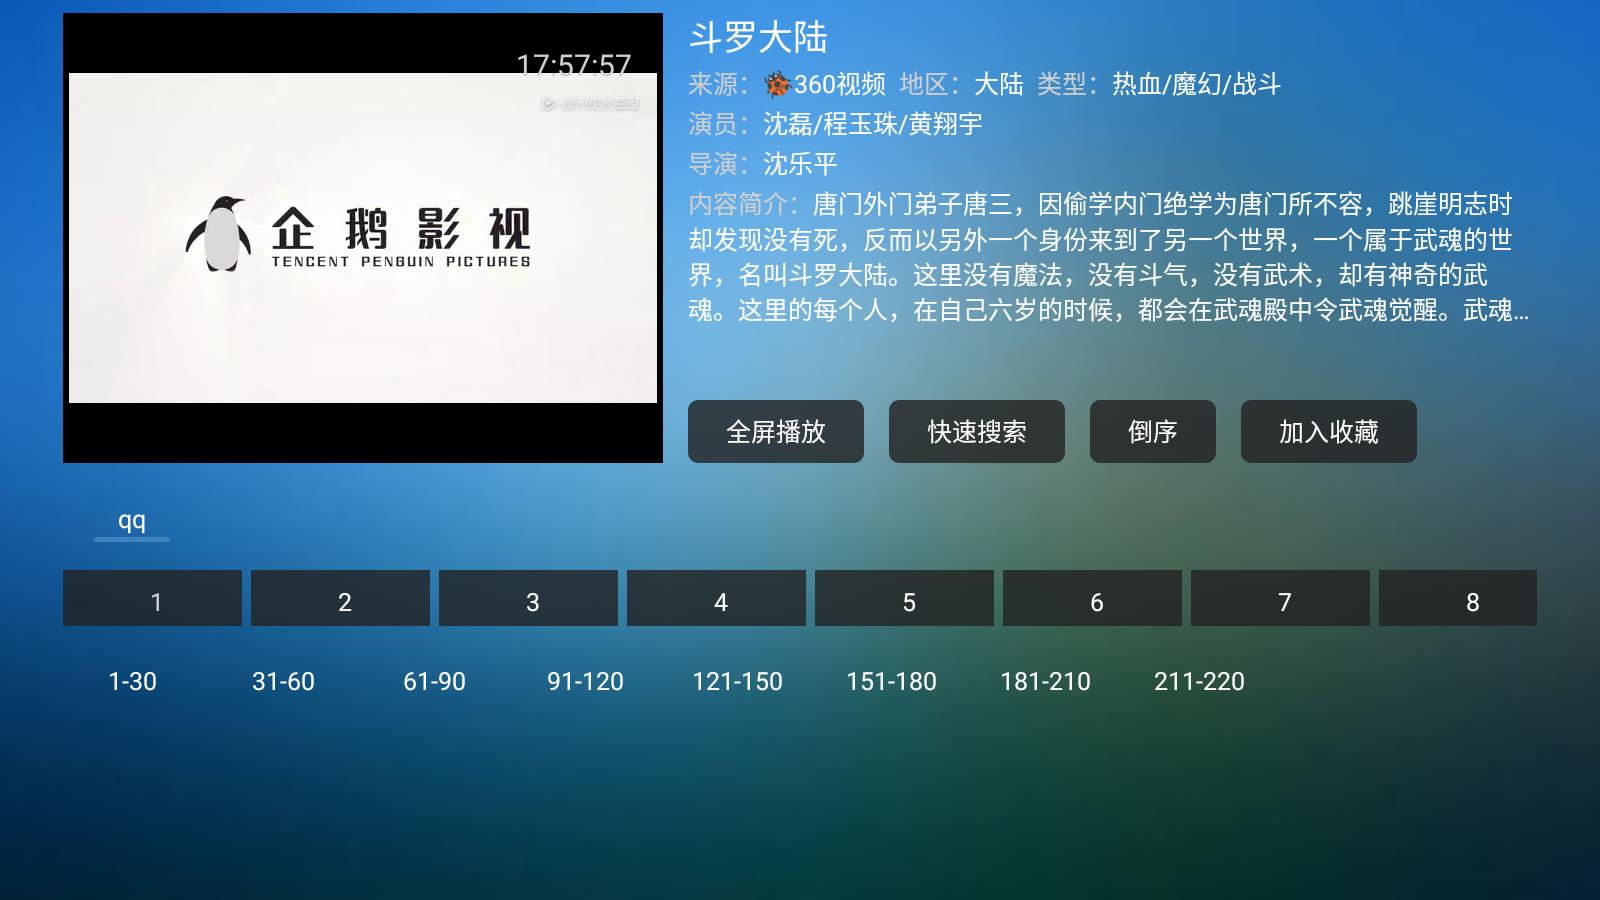 17:57:57
企鹅影视
TENCENT PENGUIN PICTURES
斗罗大陆
来源：🐞360视频 地区：大陆 类型：热血/魔幻/战斗
演员：沈磊/程玉珠/黄翔宇
导演：沈乐平
内容简介：唐门外门弟子唐三，因偷学内门绝学为唐门所不容，跳崖明志时
却发现没有死，反而以另外一个身份来到了另一个世界，一个属于武魂的世
界，名叫斗罗大陆。这里没有魔法，没有斗气，没有武术，却有神奇的武
魂。这里的每个人，在自己六岁的时候，都会在武魂殿中令武魂觉醒。武魂…
全屏播放 快速搜索 倒序 加入收藏
qq
1 2 3 4 5 6 7 8
1-30 31-60 61-90 91-120 121-150 151-180 181-210 211-220